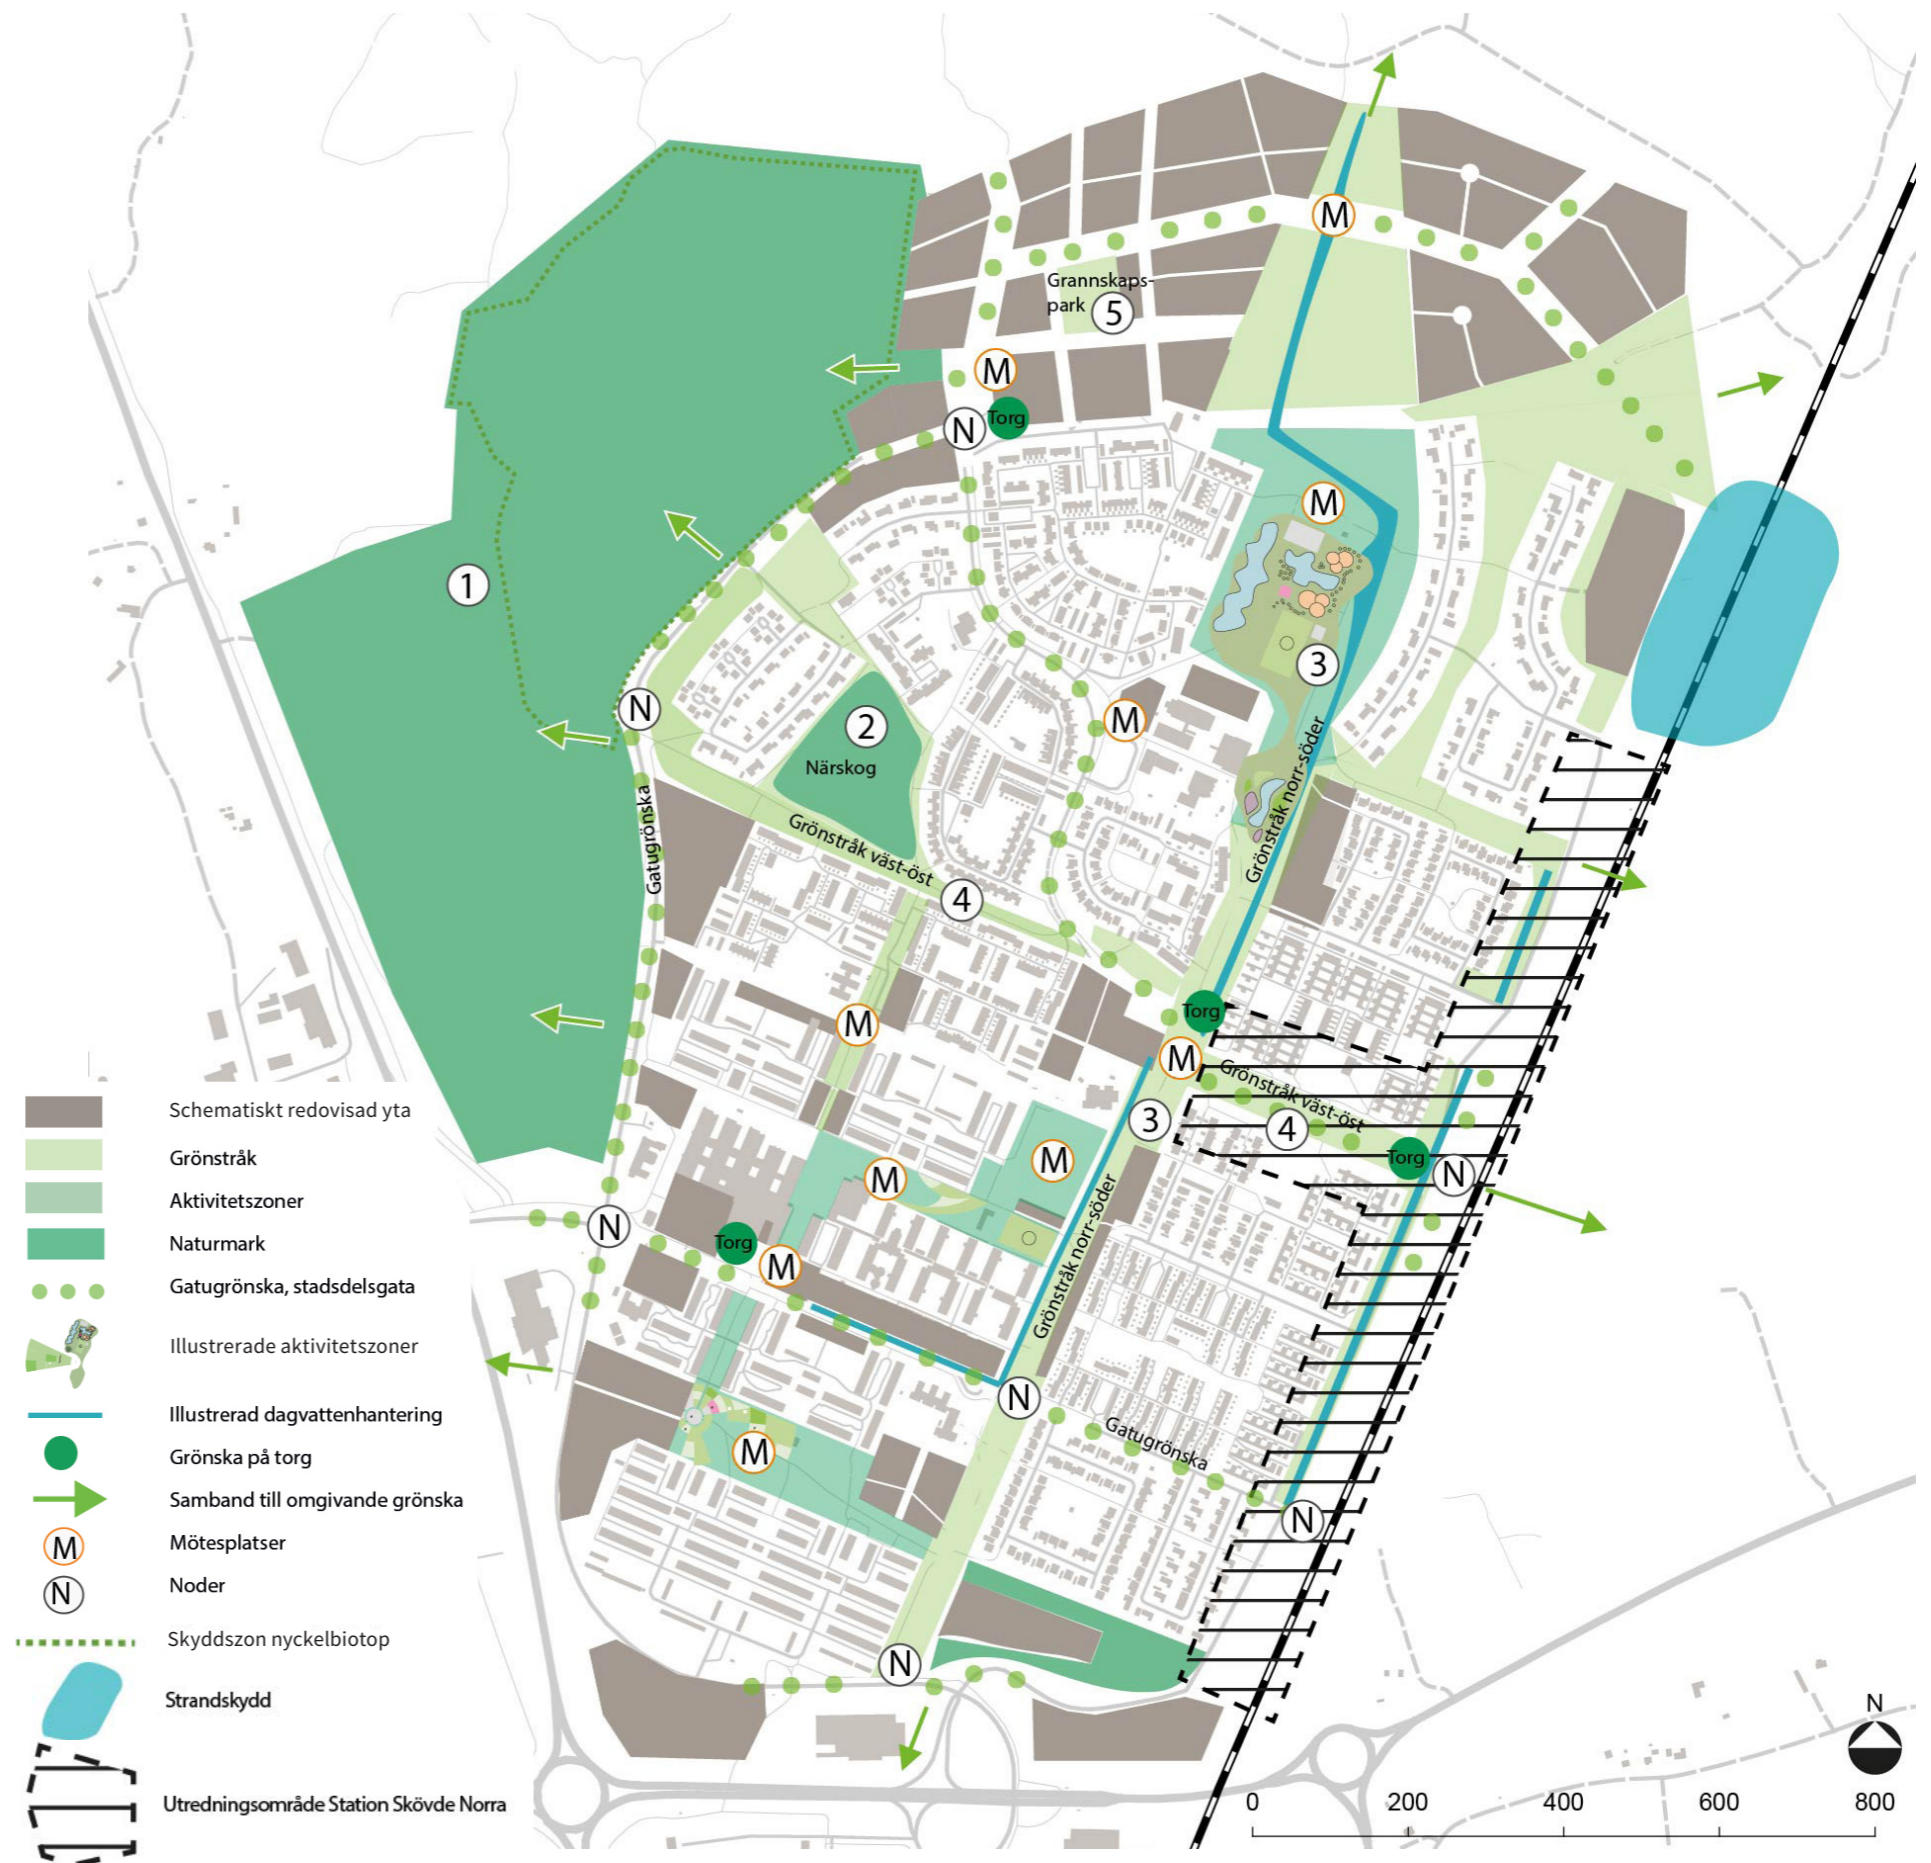 M
Grannskaps-
park
5
M
N
Torg
M
1
3
N
2
M
Närskog
Grönstråk norr-söder
Gatugrönska
Grönstråk väst-öst
4
Torg
M
M
Grönstråk väst-öst
3
4
M
M
Torg
N
Grönstråk norr-söder
N
Torg
M
N
Gatugrönska
M
N
N
Schematiskt redovisad yta
Grönstråk
Aktivitetszoner
Naturmark
Gatugrönska, stadsdelsgata
Illustrerade aktivitetszoner
Illustrerad dagvattenhantering
Grönska på torg
Samband till omgivande grönska
M
Mötesplatser
N
Noder
Skyddszon nyckelbiotop
Strandskydd
Utredningsområde Station Skövde Norra
N
0 200 400 600 800